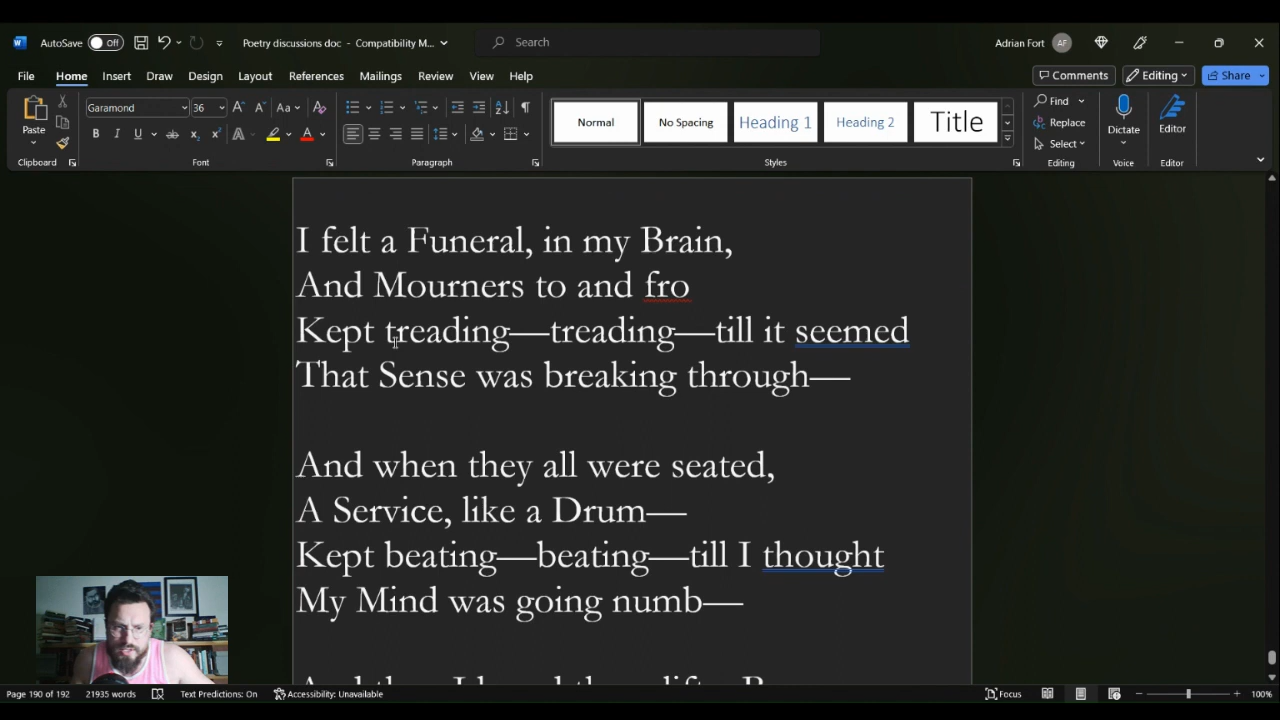 AutoSave Off Poetry discussions doc - Compatibility M... Search Adrian Fort AF
File Home Insert Draw Design Layout References Mailings Review View Help Comments Editing Share
Paste Garamond 36 Aa Normal No Spacing Heading 1 Heading 2 Title Find Replace Select Dictate Editor
Clipboard Font Paragraph Styles Editing Voice Editor
I felt a Funeral, in my Brain,
And Mourners to and fro
Kept treading—treading—till it seemed
That Sense was breaking through—
And when they all were seated,
A Service, like a Drum—
Kept beating—beating—till I thought
My Mind was going numb—
Page 190 of 192 21935 words Text Predictions: On Accessibility: Unavailable Focus 100%